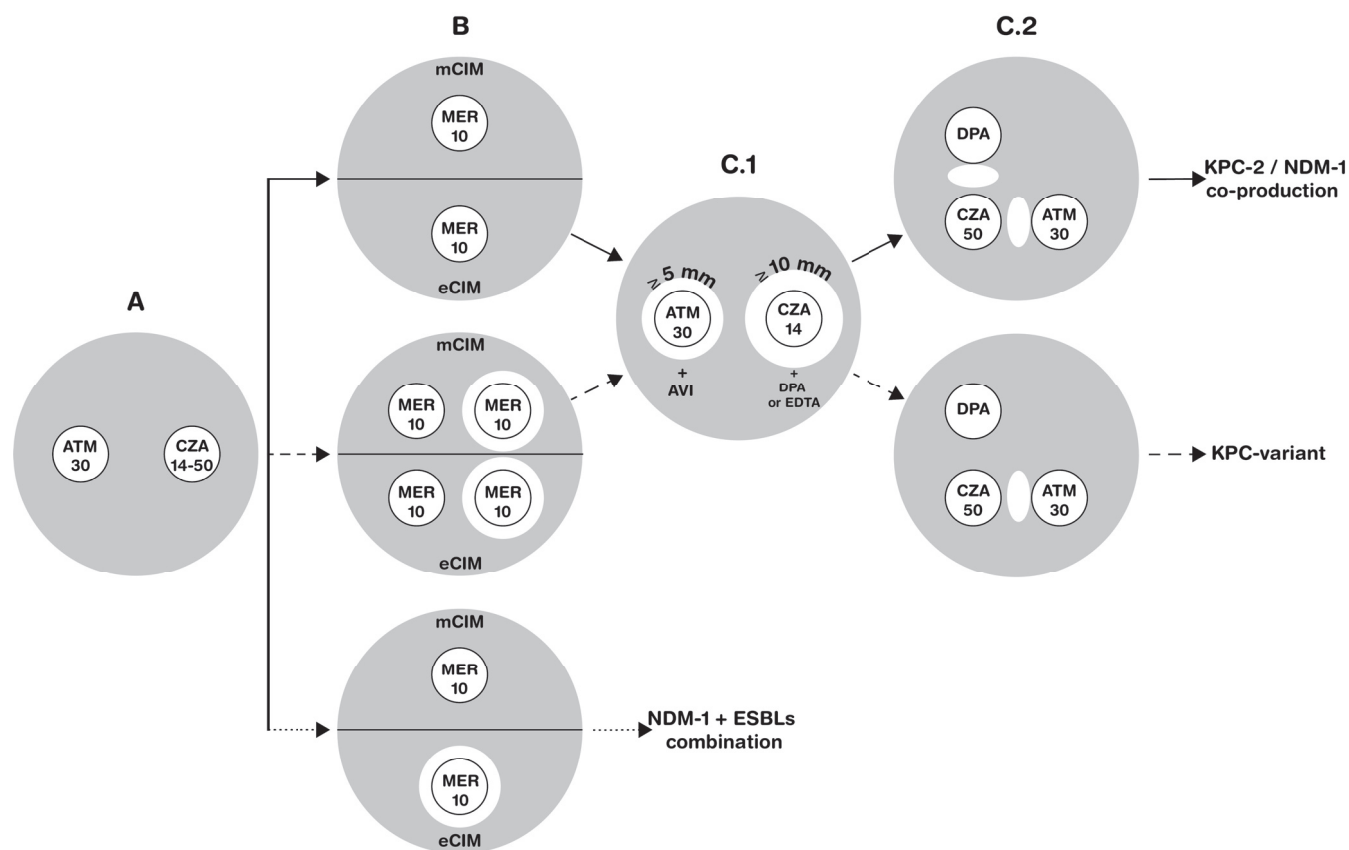 A
ATM
30
CZA
14-50
B
mCIM
MER
10
MER
10
eCIM
mCIM
MER
10
MER
10
MER
10
MER
10
eCIM
mCIM
MER
10
MER
10
eCIM
NDM-1 + ESBLs
combination
C.1
≥ 5 mm
ATM
30
+
AVI
≥ 10 mm
CZA
14
+
DPA
or EDTA
C.2
DPA
CZA
50
ATM
30
KPC-2 / NDM-1
co-production
DPA
CZA
50
ATM
30
KPC-variant